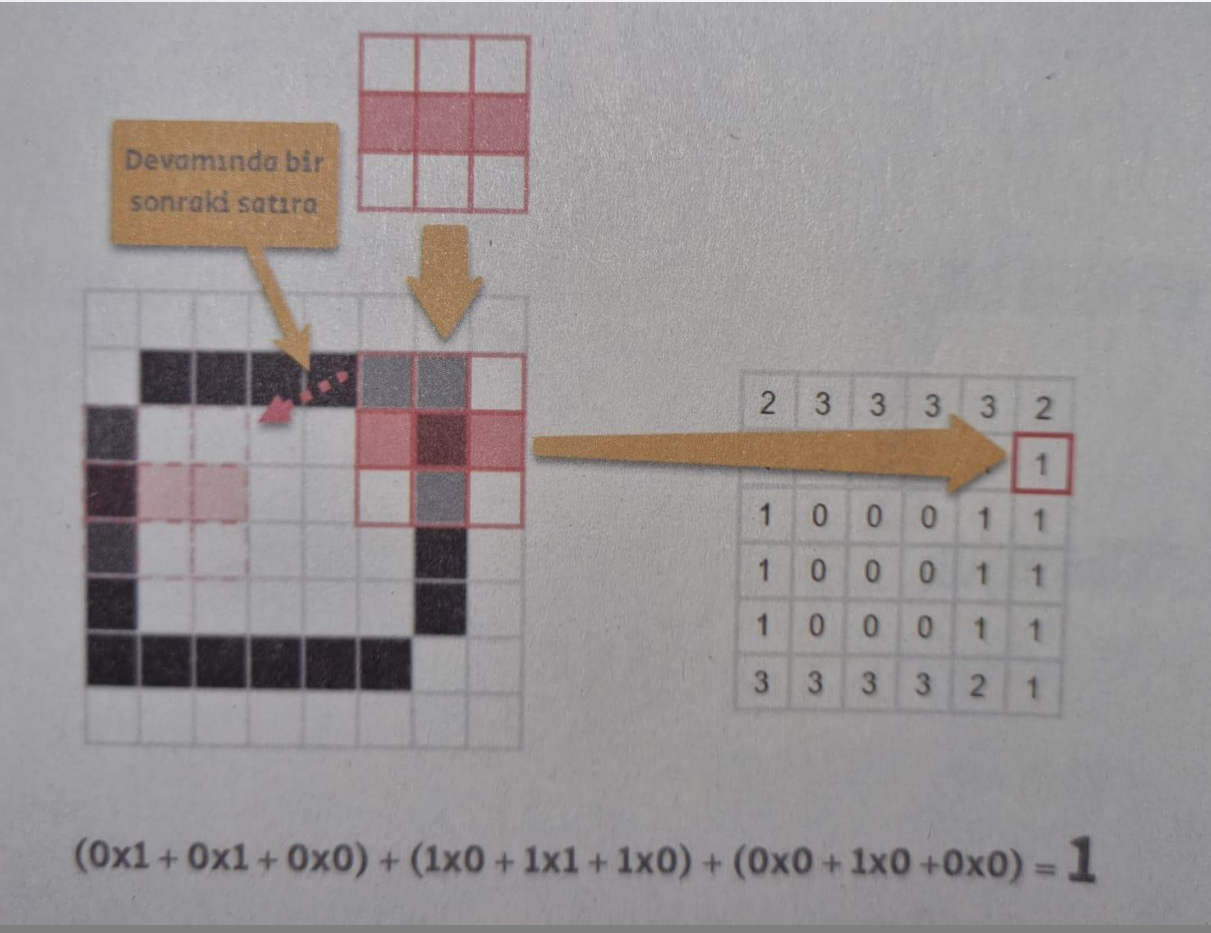 Devamında bir
sonraki satıra
2 3 3 3 3 2
1
1 0 0 0 1 1
1 0 0 0 1 1
1 0 0 0 1 1
3 3 3 3 2 1
(0x1 + 0x1 + 0x0) + (1x0 + 1x1 + 1x0) + (0x0 + 1x0 +0x0) = 1